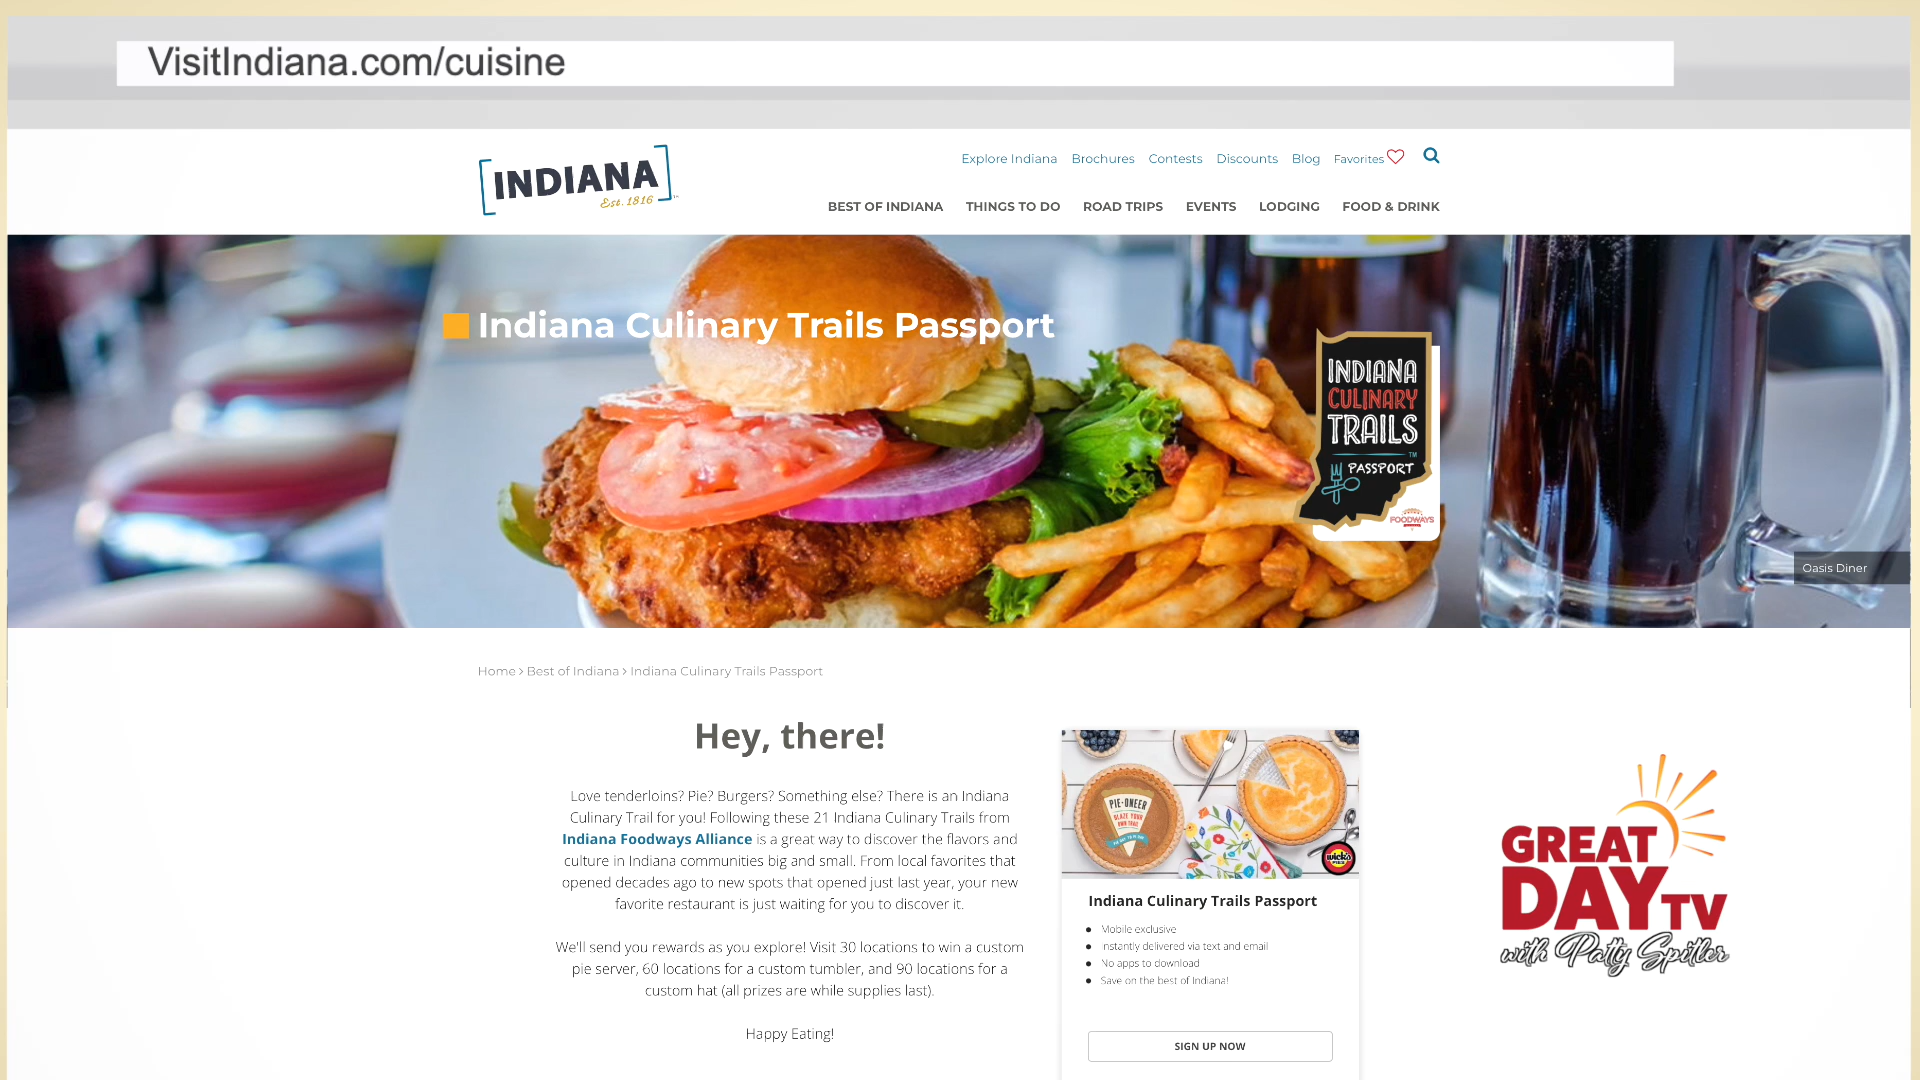 VisitIndiana.com/cuisine
INDIANA
Est. 1816
Explore Indiana Brochures Contests Discounts Blog Favorites
BEST OF INDIANA THINGS TO DO ROAD TRIPS EVENTS LODGING FOOD & DRINK
Indiana Culinary Trails Passport
INDIANA
CULINARY
TRAILS
TM
PASSPORT
FOODWAYS
Oasis Diner
Home > Best of Indiana > Indiana Culinary Trails Passport
Hey, there!
Love tenderloins? Pie? Burgers? Something else? There is an Indiana
Culinary Trail for you! Following these 21 Indiana Culinary Trails from
Indiana Foodways Alliance is a great way to discover the flavors and
culture in Indiana communities big and small. From local favorites that
opened decades ago to new spots that opened just last year, your new
favorite restaurant is just waiting for you to discover it.
We'll send you rewards as you explore! Visit 30 locations to win a custom
pie server, 60 locations for a custom tumbler, and 90 locations for a
custom hat (all prizes are while supplies last).
Happy Eating!
PIE-ONEER
BLAZE YOUR
OWN TRAIL
wick's
PIES
Indiana Culinary Trails Passport
• Mobile exclusive
• Instantly delivered via text and email
• No apps to download
• Save on the best of Indiana!
SIGN UP NOW
GREAT
DAY TV
with Patty Spitler